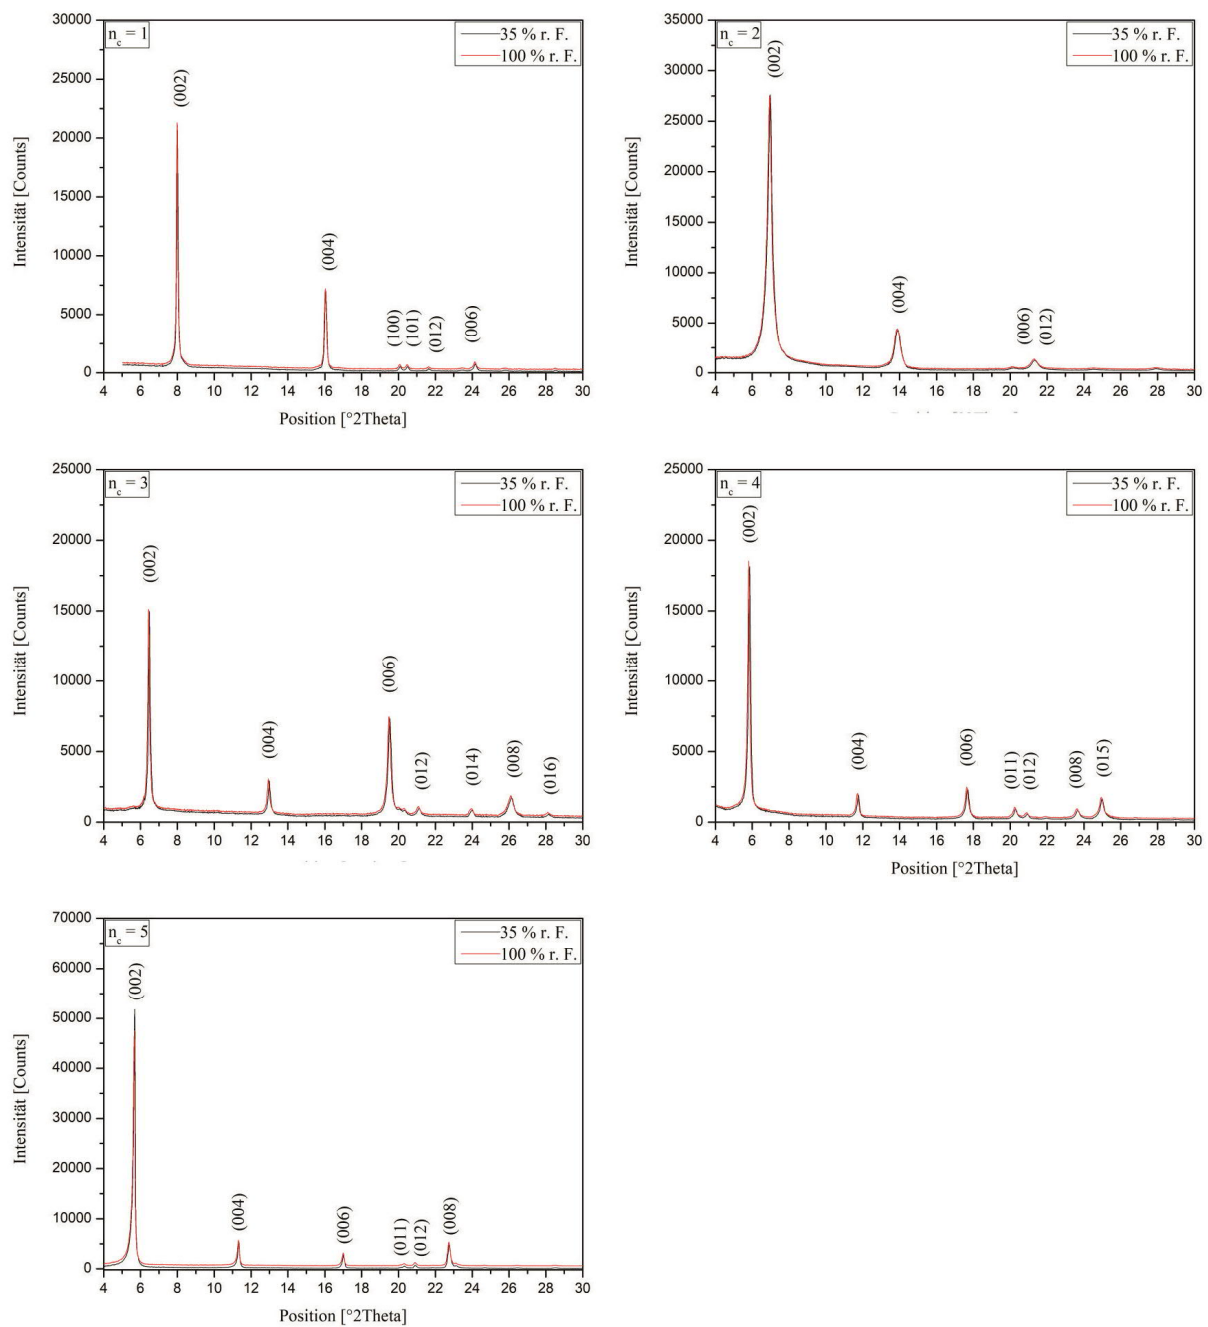 n_c = 1
35 % r. F.
100 % r. F.
30000
25000
20000
15000
10000
5000
0
Intensität [Counts]
(002)
(004)
(100)
(101)
(012)
(006)
4 6 8 10 12 14 16 18 20 22 24 26 28 30
Position [°2Theta]
n_c = 2
35 % r. F.
100 % r. F.
35000
30000
25000
20000
15000
10000
5000
0
Intensität [Counts]
(002)
(004)
(006)
(012)
4 6 8 10 12 14 16 18 20 22 24 26 28 30
n_c = 3
35 % r. F.
100 % r. F.
25000
20000
15000
10000
5000
0
Intensität [Counts]
(002)
(004)
(006)
(012)
(014)
(008)
(016)
4 6 8 10 12 14 16 18 20 22 24 26 28 30
n_c = 4
35 % r. F.
100 % r. F.
25000
20000
15000
10000
5000
0
Intensität [Counts]
(002)
(004)
(006)
(011)
(012)
(008)
(015)
4 6 8 10 12 14 16 18 20 22 24 26 28 30
Position [°2Theta]
n_c = 5
35 % r. F.
100 % r. F.
70000
60000
50000
40000
30000
20000
10000
0
Intensität [Counts]
(002)
(004)
(006)
(011)
(012)
(008)
4 6 8 10 12 14 16 18 20 22 24 26 28 30
Position [°2Theta]